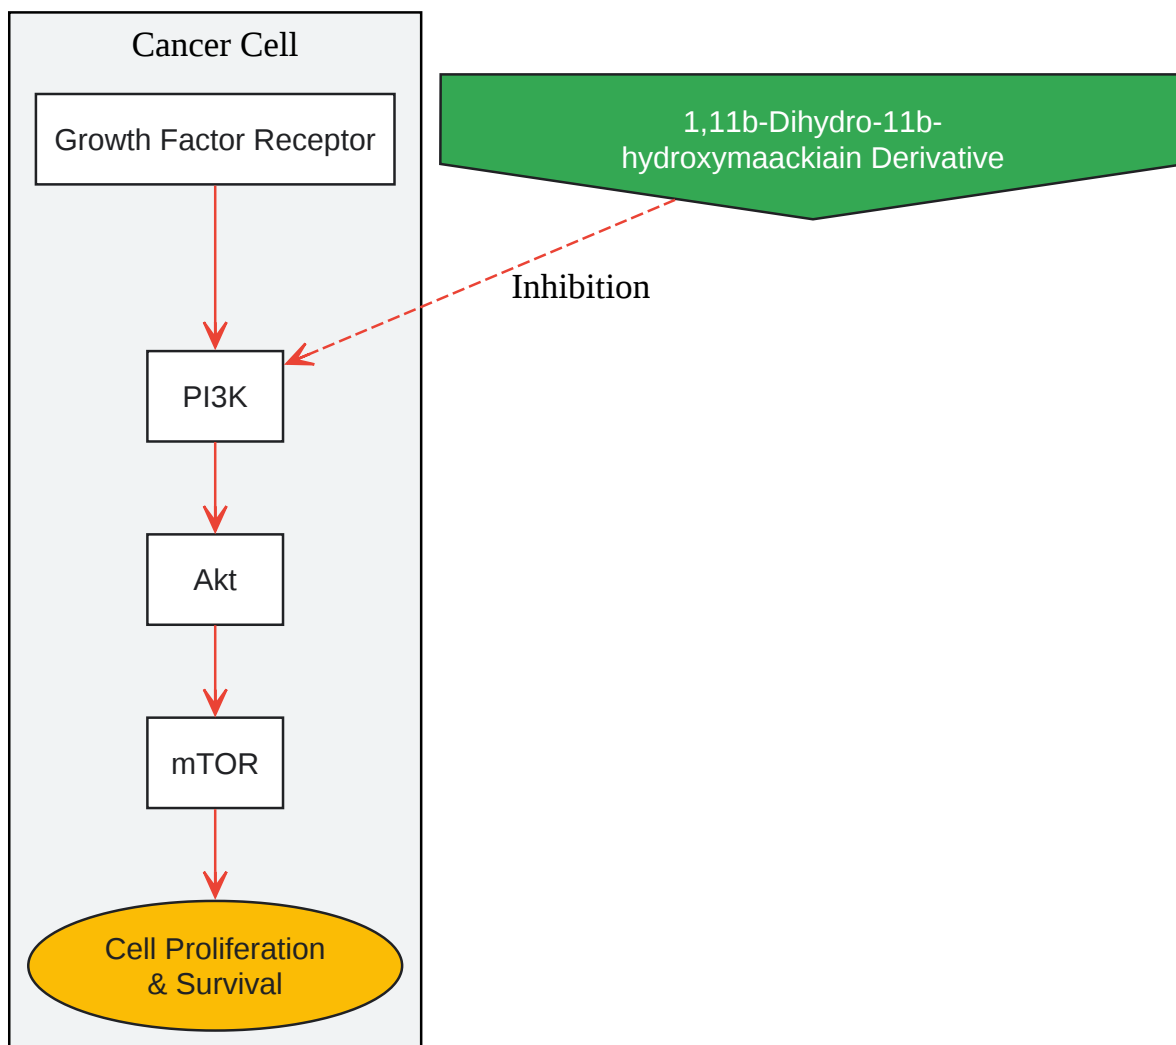 Cancer Cell
Growth Factor Receptor
1,11b-Dihydro-11b-
hydroxymaackiain Derivative
Inhibition
PI3K
Akt
mTOR
Cell Proliferation
& Survival